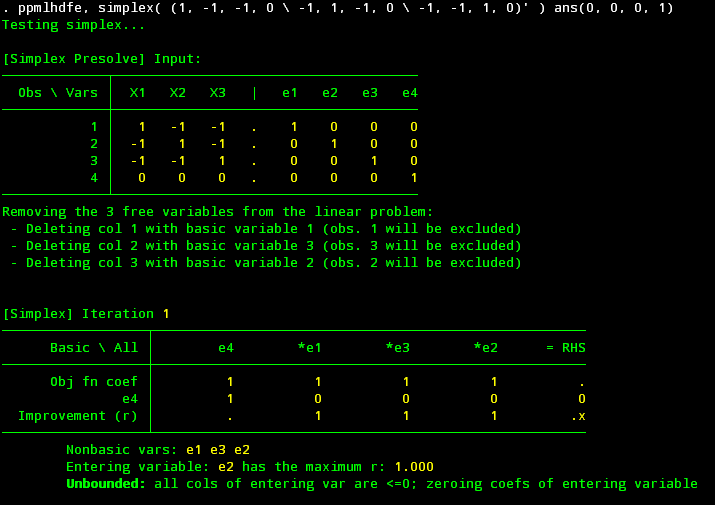 . ppmlhdfe, simplex( (1, -1, -1, 0 \ -1, 1, -1, 0 \ -1, -1, 1, 0)' ) ans(0, 0, 0, 1)
Testing simplex...
[Simplex Presolve] Input:
Obs \ Vars X1 X2 X3 | e1 e2 e3 e4
1 1 -1 -1 . 1 0 0 0
2 -1 1 -1 . 0 1 0 0
3 -1 -1 1 . 0 0 1 0
4 0 0 0 . 0 0 0 1
Removing the 3 free variables from the linear problem:
- Deleting col 1 with basic variable 1 (obs. 1 will be excluded)
- Deleting col 2 with basic variable 3 (obs. 3 will be excluded)
- Deleting col 3 with basic variable 2 (obs. 2 will be excluded)
[Simplex] Iteration 1
Basic \ All e4 *e1 *e3 *e2 = RHS
Obj fn coef 1 1 1 1 .
e4 1 0 0 0 0
Improvement (r) . 1 1 1 .x
Nonbasic vars: e1 e3 e2
Entering variable: e2 has the maximum r: 1.000
Unbounded: all cols of entering var are <=0; zeroing coefs of entering variable